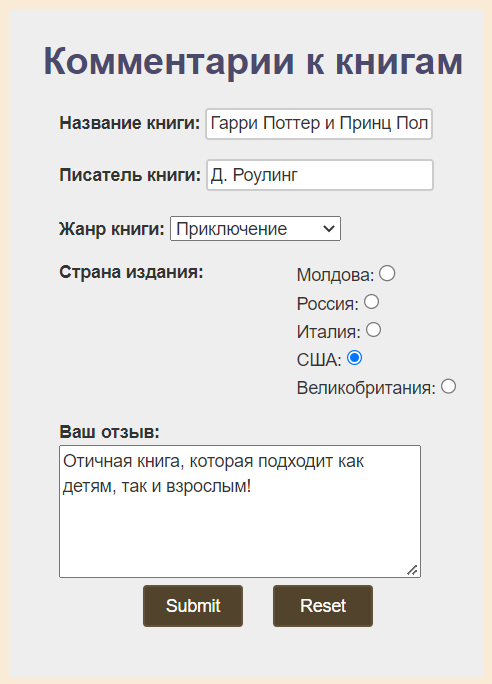 Комментарии к книгам
Название книги: Гарри Поттер и Принц Пол
Писатель книги: Д. Роулинг
Жанр книги: Приключение
Страна издания: Молдова:
Россия:
Италия:
США:
Великобритания:
Ваш отзыв:
Отичная книга, которая подходит как
детям, так и взрослым!
Submit Reset